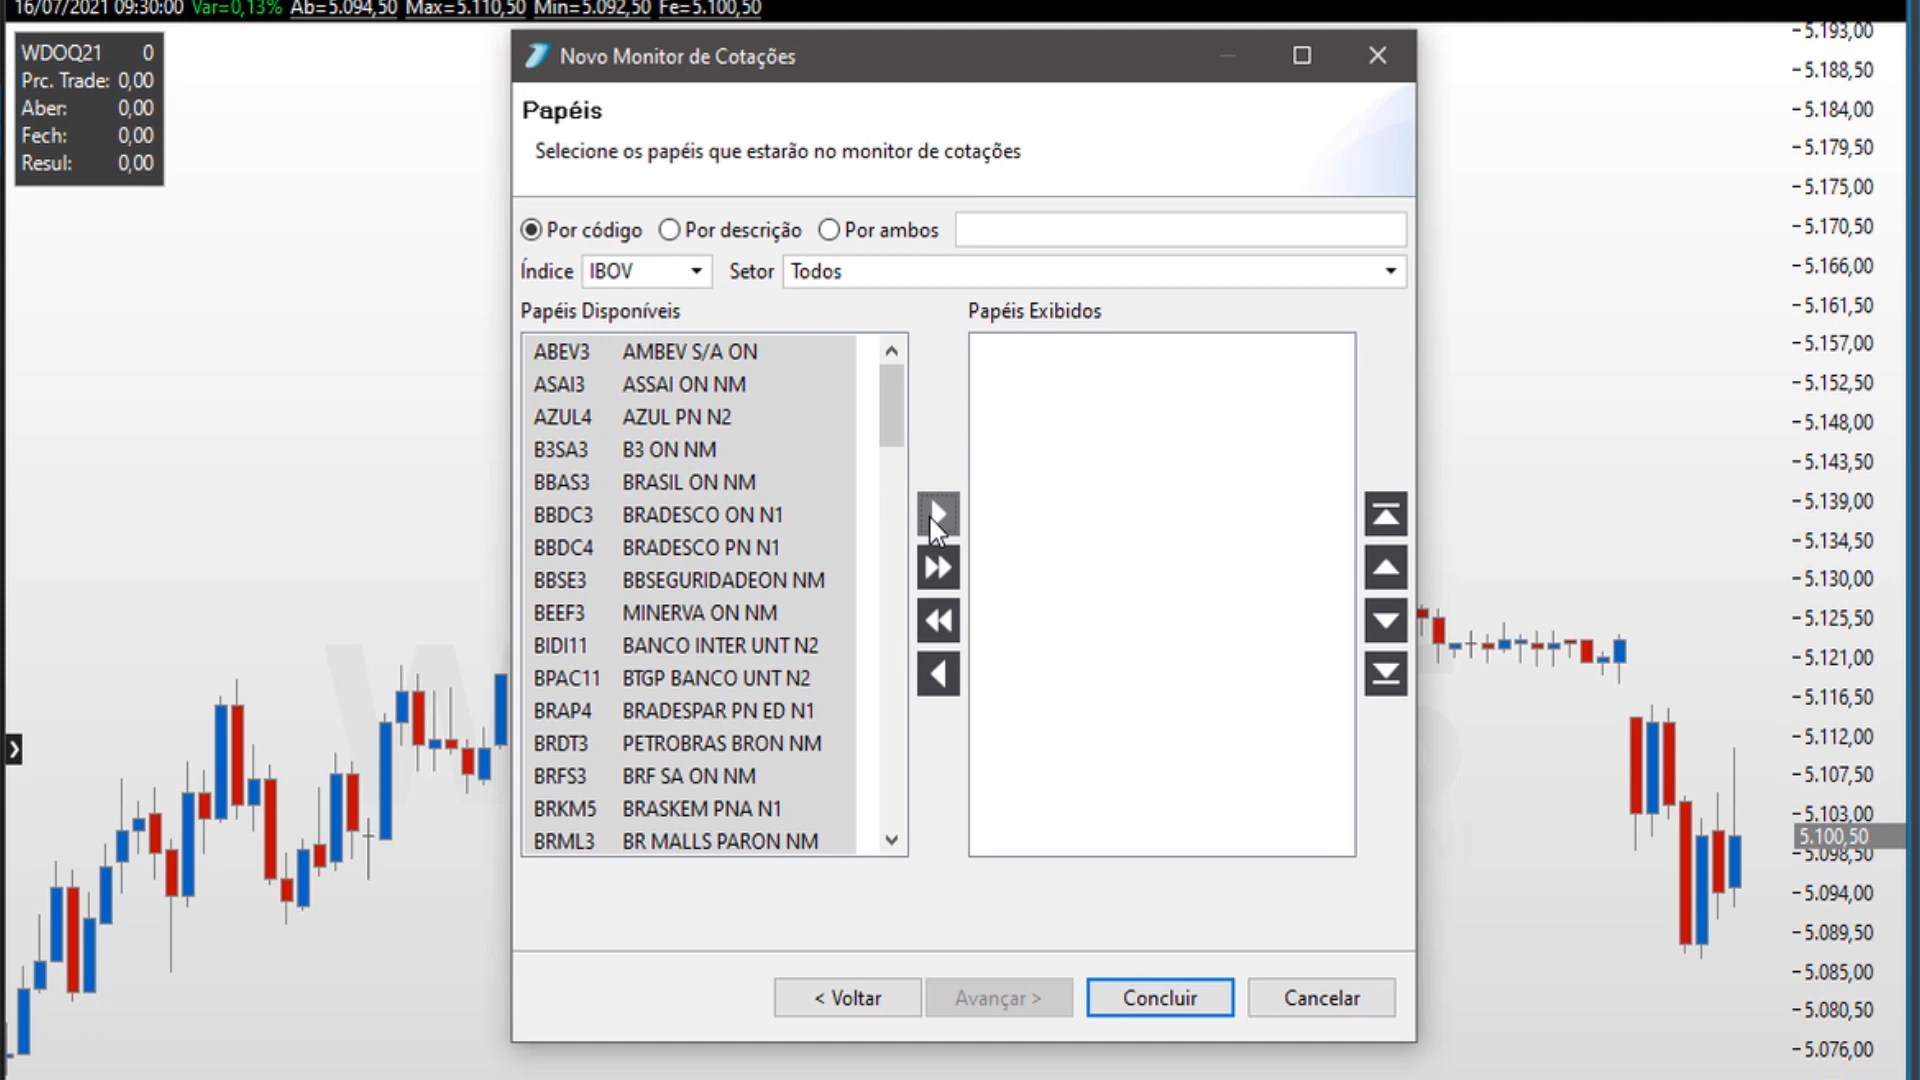 16/07/2021 09:30:00 Var=0,13% Ab=5.094,50 Max=5.110,50 Min=5.092,50 Fe=5.100,50
WDOQ21 0
Prc. Trade: 0,00
Aber: 0,00
Fech: 0,00
Resul: 0,00
Novo Monitor de Cotações
Papéis
Selecione os papéis que estarão no monitor de cotações
Por código Por descrição Por ambos
Índice IBOV Setor Todos
Papéis Disponíveis Papéis Exibidos
ABEV3 AMBEV S/A ON
ASAI3 ASSAI ON NM
AZUL4 AZUL PN N2
B3SA3 B3 ON NM
BBAS3 BRASIL ON NM
BBDC3 BRADESCO ON N1
BBDC4 BRADESCO PN N1
BBSE3 BBSEGURIDADEON NM
BEEF3 MINERVA ON NM
BIDI11 BANCO INTER UNT N2
BPAC11 BTGP BANCO UNT N2
BRAP4 BRADESPAR PN ED N1
BRDT3 PETROBRAS BRON NM
BRFS3 BRF SA ON NM
BRKM5 BRASKEM PNA N1
BRML3 BR MALLS PARON NM
< Voltar Avançar > Concluir Cancelar
5.193,00
5.188,50
5.184,00
5.179,50
5.175,00
5.170,50
5.166,00
5.161,50
5.157,00
5.152,50
5.148,00
5.143,50
5.139,00
5.134,50
5.130,00
5.125,50
5.121,00
5.116,50
5.112,00
5.107,50
5.103,00
5.100,50
5.098,50
5.094,00
5.089,50
5.085,00
5.080,50
5.076,00